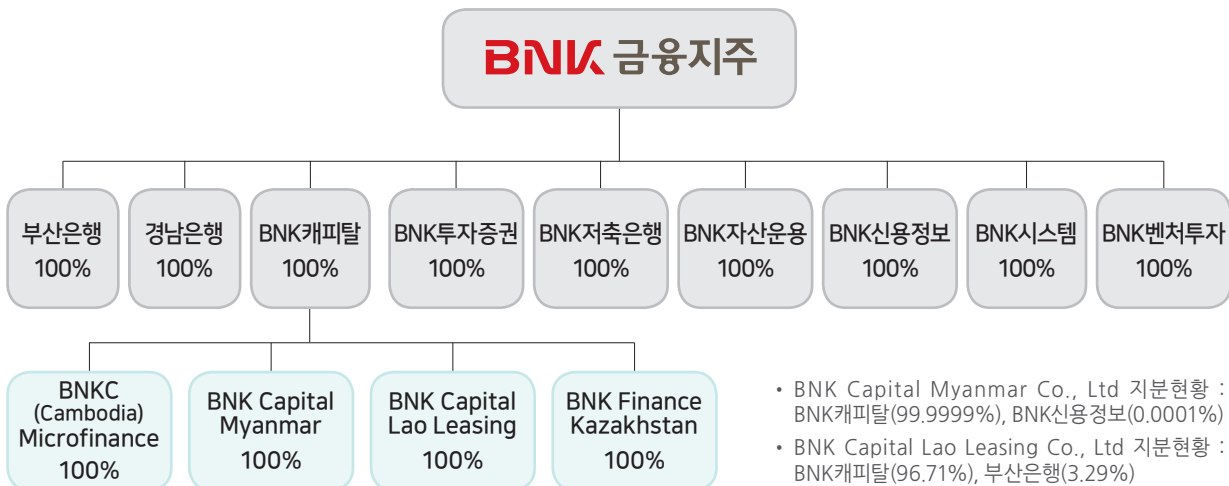 BNK 금융지주
부산은행
100%
경남은행
100%
BNK캐피탈
100%
BNK투자증권
100%
BNK저축은행
100%
BNK자산운용
100%
BNK신용정보
100%
BNK시스템
100%
BNK벤처투자
100%
BNKC
(Cambodia)
Microfinance
100%
BNK Capital
Myanmar
100%
BNK Capital
Lao Leasing
100%
BNK Finance
Kazakhstan
100%
• BNK Capital Myanmar Co., Ltd 지분현황 :
BNK캐피탈(99.9999%), BNK신용정보(0.0001%)
• BNK Capital Lao Leasing Co., Ltd 지분현황 :
BNK캐피탈(96.71%), 부산은행(3.29%)